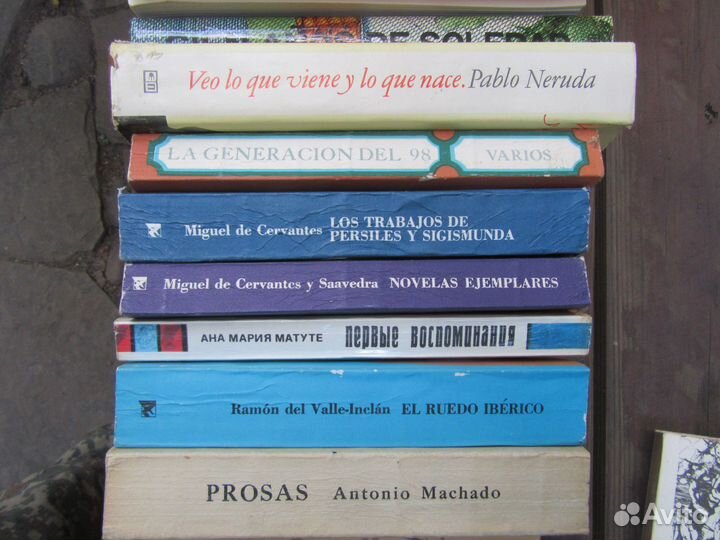 DE SOLEDAD
Veo lo que viene y lo que nace. Pablo Neruda
LA GENERACION DEL 98 VARIOS
Miguel de Cervantes LOS TRABAJOS DE
PERSILES Y SIGISMUNDA
Miguel de Cervantes y Saavedra NOVELAS EJEMPLARES
АНА МАРИЯ МАТУТЕ первые воспоминания
Ramón del Valle-Inclán EL RUEDO IBÉRICO
PROSAS Antonio Machado
Avito